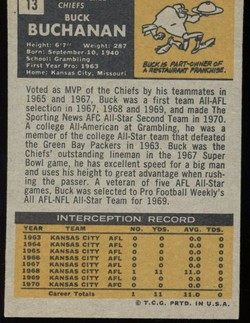 13
CHIEFS
BUCK
BUCHANAN
Height: 6'7" Weight: 287
Born: September 10, 1940
School: Grambling
First Year Pro: 1963
Home: Kansas City, Missouri
BUCK IS PART-OWNER OF
A RESTAURANT FRANCHISE.
Voted as MVP of the Chiefs by his teammates in
1965 and 1967, Buck was a first team All-AFL
selection in 1967, 1968 and 1969, and made The
Sporting News AFC All-Star Second Team in 1970.
A college All-American at Grambling, he was a
member of the college All-Star team that defeated
the Green Bay Packers in 1963. Buck was the
Chiefs' outstanding lineman in the 1967 Super
Bowl game, he has excellent speed for a big man
and uses his height to great advantage when rush-
ing the passer. A veteran of five AFL All-Star
games, Buck was selected to Pro Football Weekly's
All AFL-NFL All-Star Team for 1969.
INTERCEPTION RECORD
YEAR TEAM LEA NO. YDS. AVG. TDS
1963 KANSAS CITY AFL 0 0 0.0 0
1964 KANSAS CITY AFL 0 0 0.0 0
1965 KANSAS CITY AFL 0 0 0.0 0
1966 KANSAS CITY AFL 0 0 0.0 0
1967 KANSAS CITY AFL 0 0 0.0 0
1968 KANSAS CITY AFL 1 11 11.0 0
1969 KANSAS CITY AFL 0 0 0.0 0
1970 KANSAS CITY AFC 0 0 0.0 0
Career Totals 1 11 11.0 0
© T.C.G. PRTD. IN U.S.A.